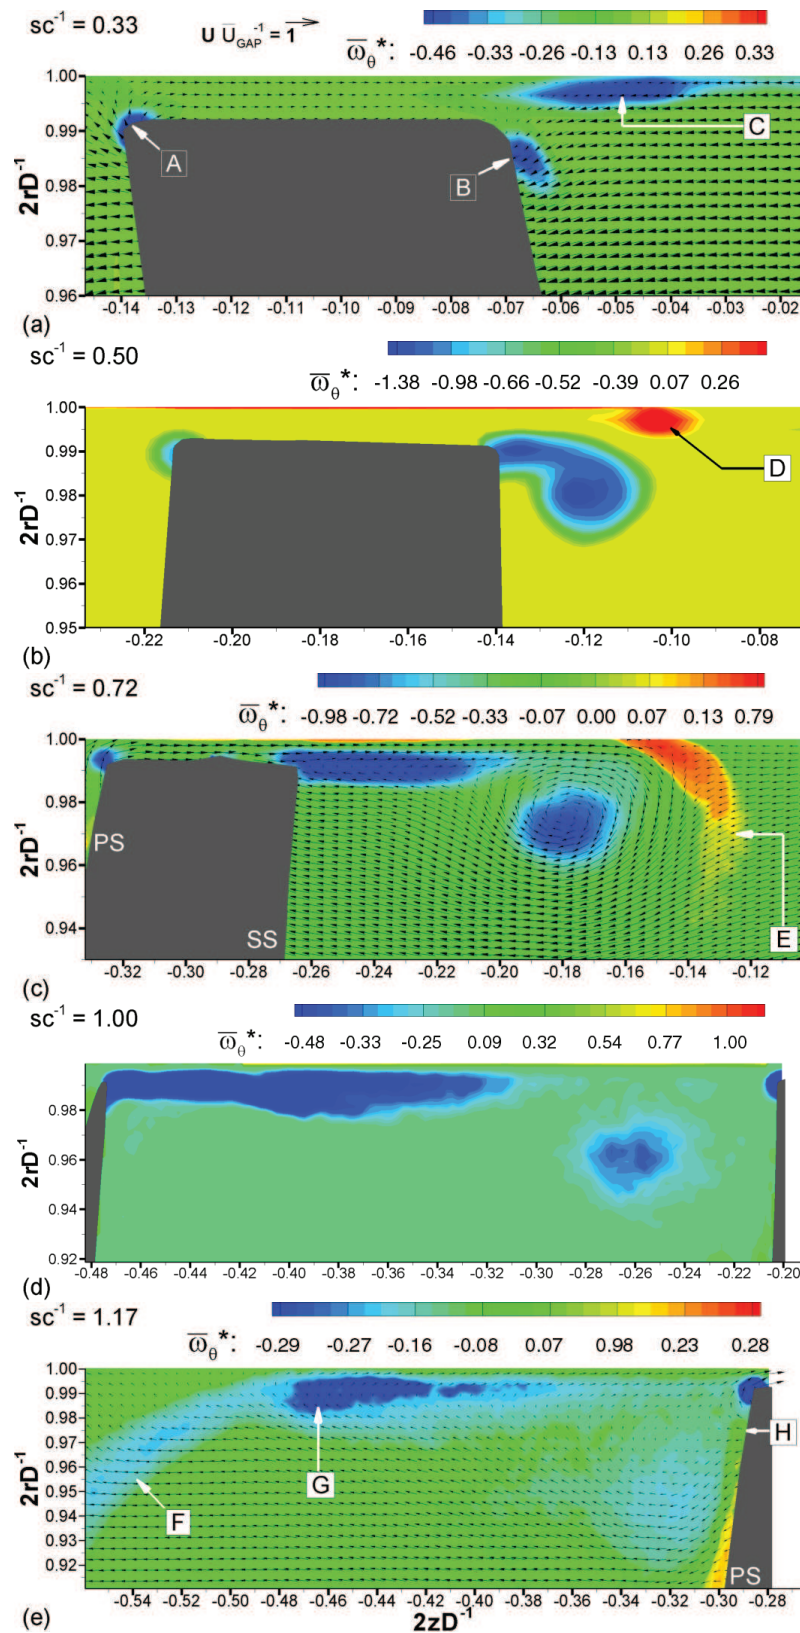 sc⁻¹ = 0.33
U U̅GAP⁻¹ = 1
ω̅θ*: -0.46 -0.33 -0.26 -0.13 0.13 0.26 0.33
1.00
0.99
0.98
0.97
0.96
2rD⁻¹
A
B
C
-0.14 -0.13 -0.12 -0.11 -0.10 -0.09 -0.08 -0.07 -0.06 -0.05 -0.04 -0.03 -0.02
(a)
sc⁻¹ = 0.50
ω̅θ*: -1.38 -0.98 -0.66 -0.52 -0.39 0.07 0.26
1.00
0.99
0.98
0.97
0.96
0.95
2rD⁻¹
D
-0.22 -0.20 -0.18 -0.16 -0.14 -0.12 -0.10 -0.08
(b)
sc⁻¹ = 0.72
ω̅θ*: -0.98 -0.72 -0.52 -0.33 -0.07 0.00 0.07 0.13 0.79
1.00
0.98
0.96
0.94
2rD⁻¹
PS
SS
E
-0.32 -0.30 -0.28 -0.26 -0.24 -0.22 -0.20 -0.18 -0.16 -0.14 -0.12
(c)
sc⁻¹ = 1.00
ω̅θ*: -0.48 -0.33 -0.25 0.09 0.32 0.54 0.77 1.00
0.98
0.96
0.94
0.92
2rD⁻¹
-0.48 -0.46 -0.44 -0.42 -0.40 -0.38 -0.36 -0.34 -0.32 -0.30 -0.28 -0.26 -0.24 -0.22 -0.20
(d)
sc⁻¹ = 1.17
ω̅θ*: -0.29 -0.27 -0.16 -0.08 0.07 0.98 0.23 0.28
1.00
0.99
0.98
0.97
0.96
0.95
0.94
0.93
0.92
2rD⁻¹
F
G
H
PS
-0.54 -0.52 -0.50 -0.48 -0.46 -0.44 -0.42 -0.40 -0.38 -0.36 -0.34 -0.32 -0.30 -0.28
(e)
2zD⁻¹